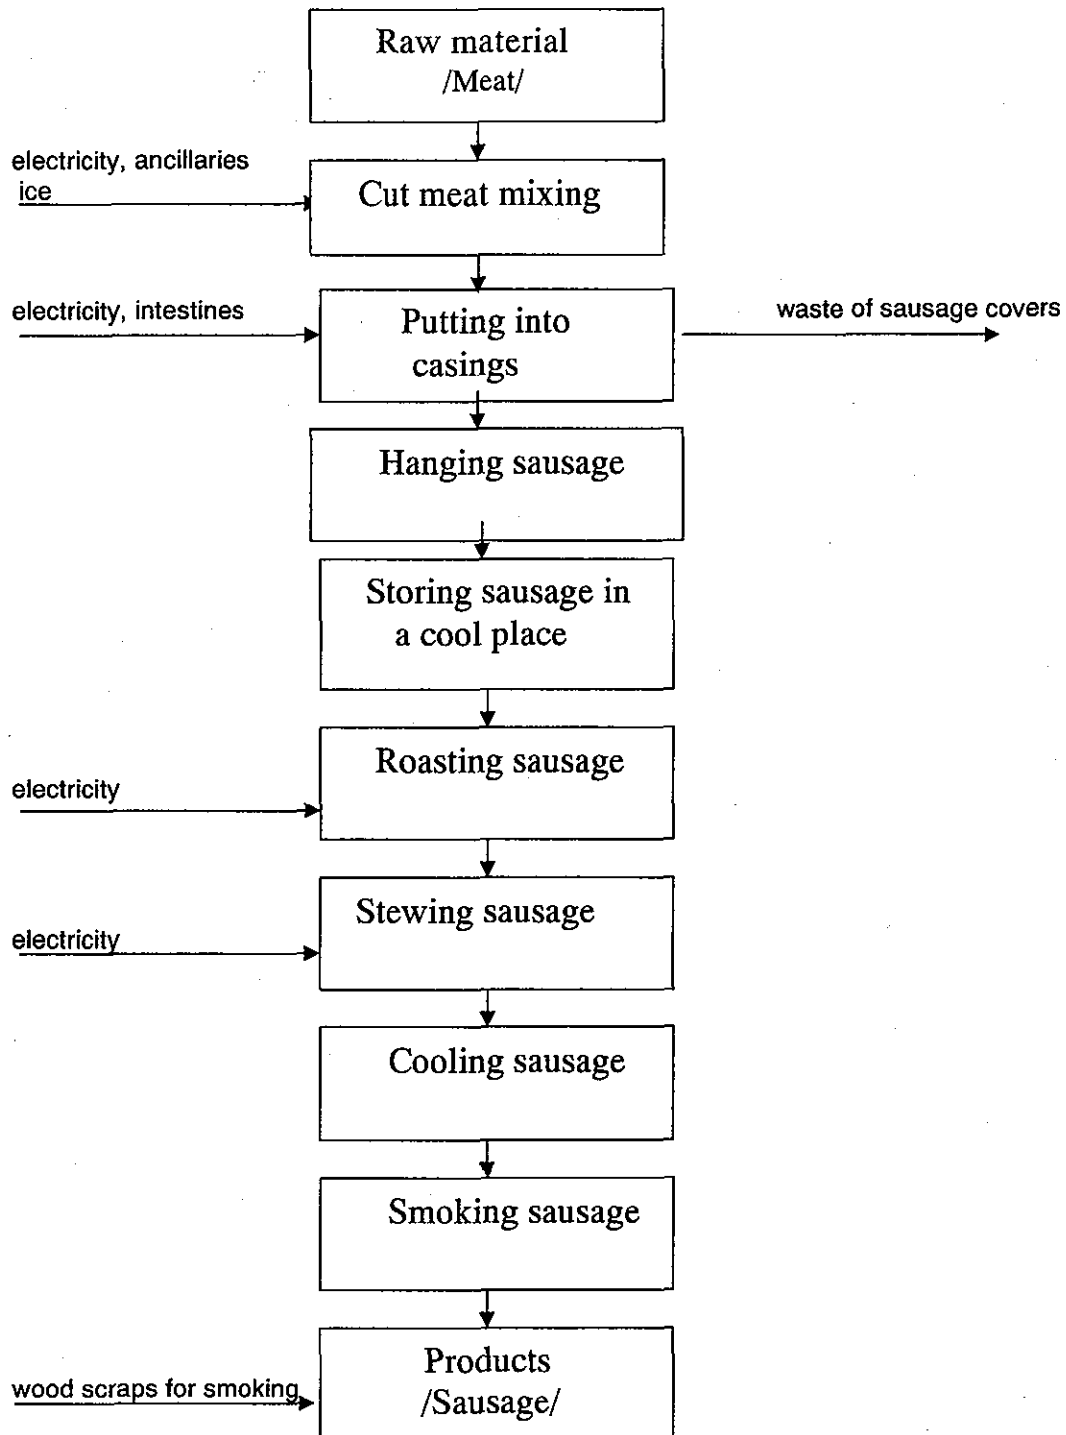 Raw material
/Meat/
electricity, ancillaries
ice
Cut meat mixing
electricity, intestines
Putting into
casings
waste of sausage covers
Hanging sausage
Storing sausage in
a cool place
Roasting sausage
electricity
Stewing sausage
electricity
Cooling sausage
Smoking sausage
Products
/Sausage/
wood scraps for smoking